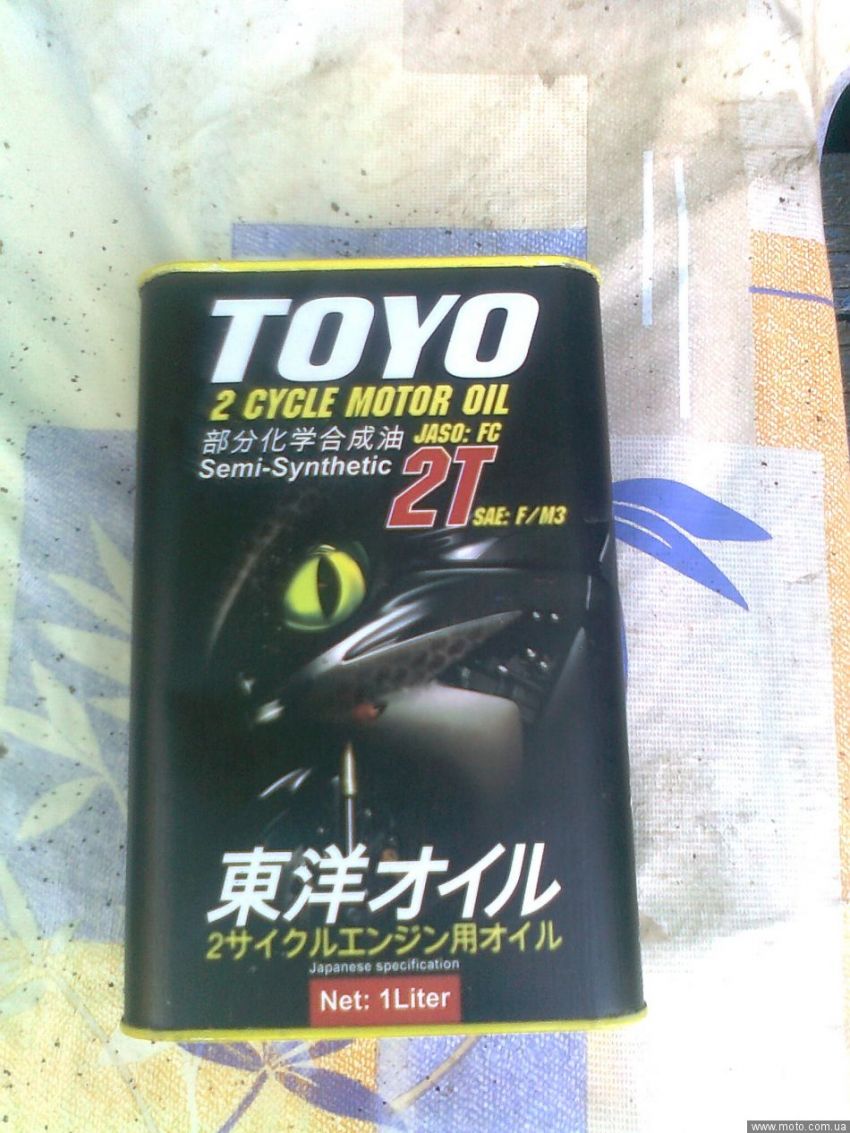 TOYO
2 CYCLE MOTOR OIL
部分化学合成油 JASO: FC
Semi-Synthetic 2T
SAE: F/M3
東洋オイル
2サイクルエンジン用オイル
Japanese specification
Net: 1Liter
www.moto.com.ua